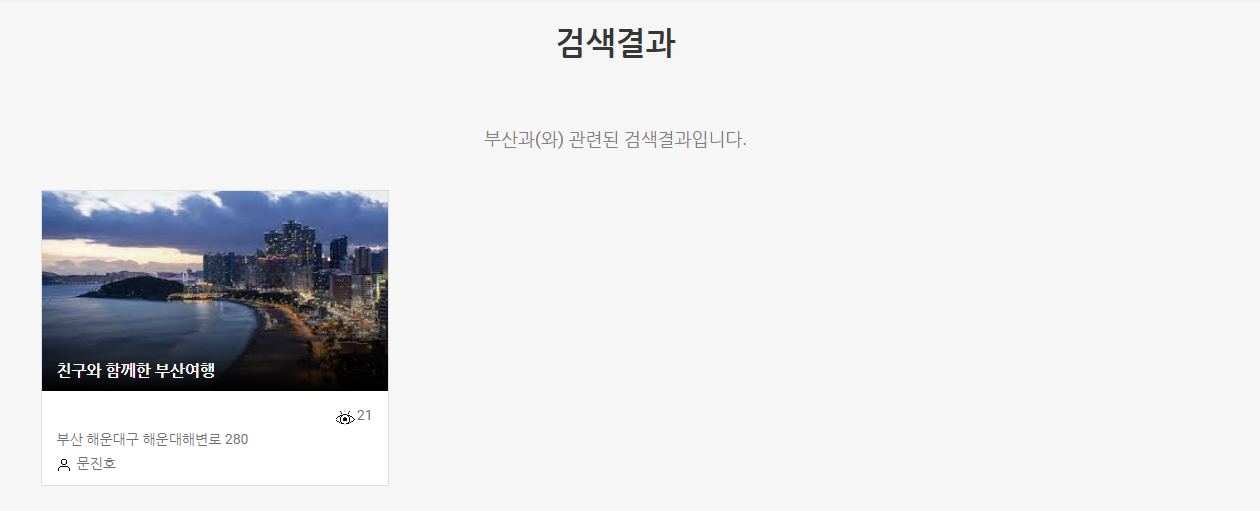 검색결과
부산과(와) 관련된 검색결과입니다.
친구와 함께한 부산여행
21
부산 해운대구 해운대해변로 280
문진호